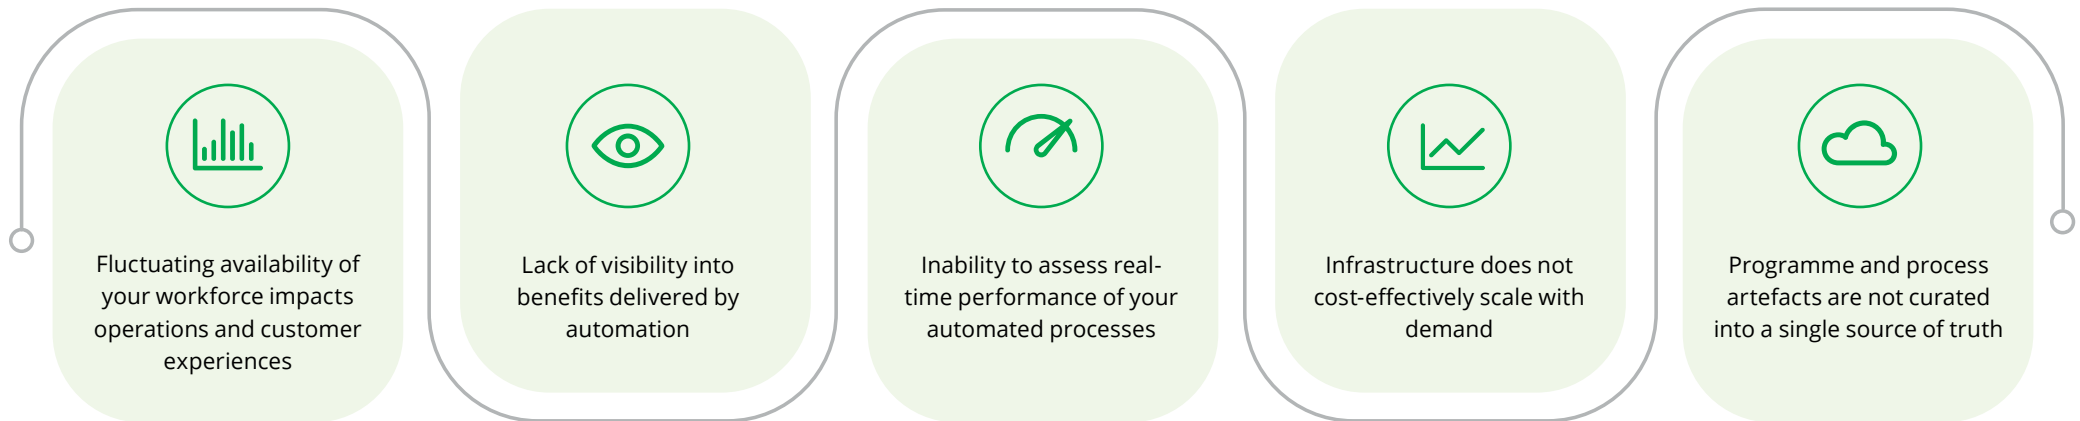 Fluctuating availability of
your workforce impacts
operations and customer
experiences
Lack of visibility into
benefits delivered by
automation
Inability to assess real-
time performance of your
automated processes
Infrastructure does not
cost-effectively scale with
demand
Programme and process
artefacts are not curated
into a single source of truth